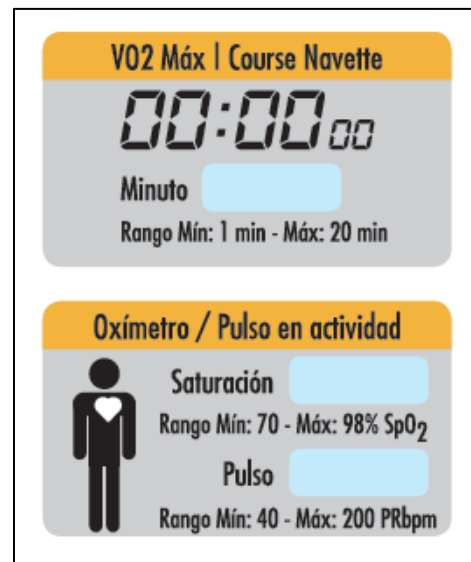 VO2 Máx | Course Navette
00:00 00
Minuto
Rango Mín: 1 min - Máx: 20 min
Oxímetro / Pulso en actividad
Saturación
Rango Mín: 70 - Máx: 98% SpO₂
Pulso
Rango Mín: 40 - Máx: 200 PRbpm